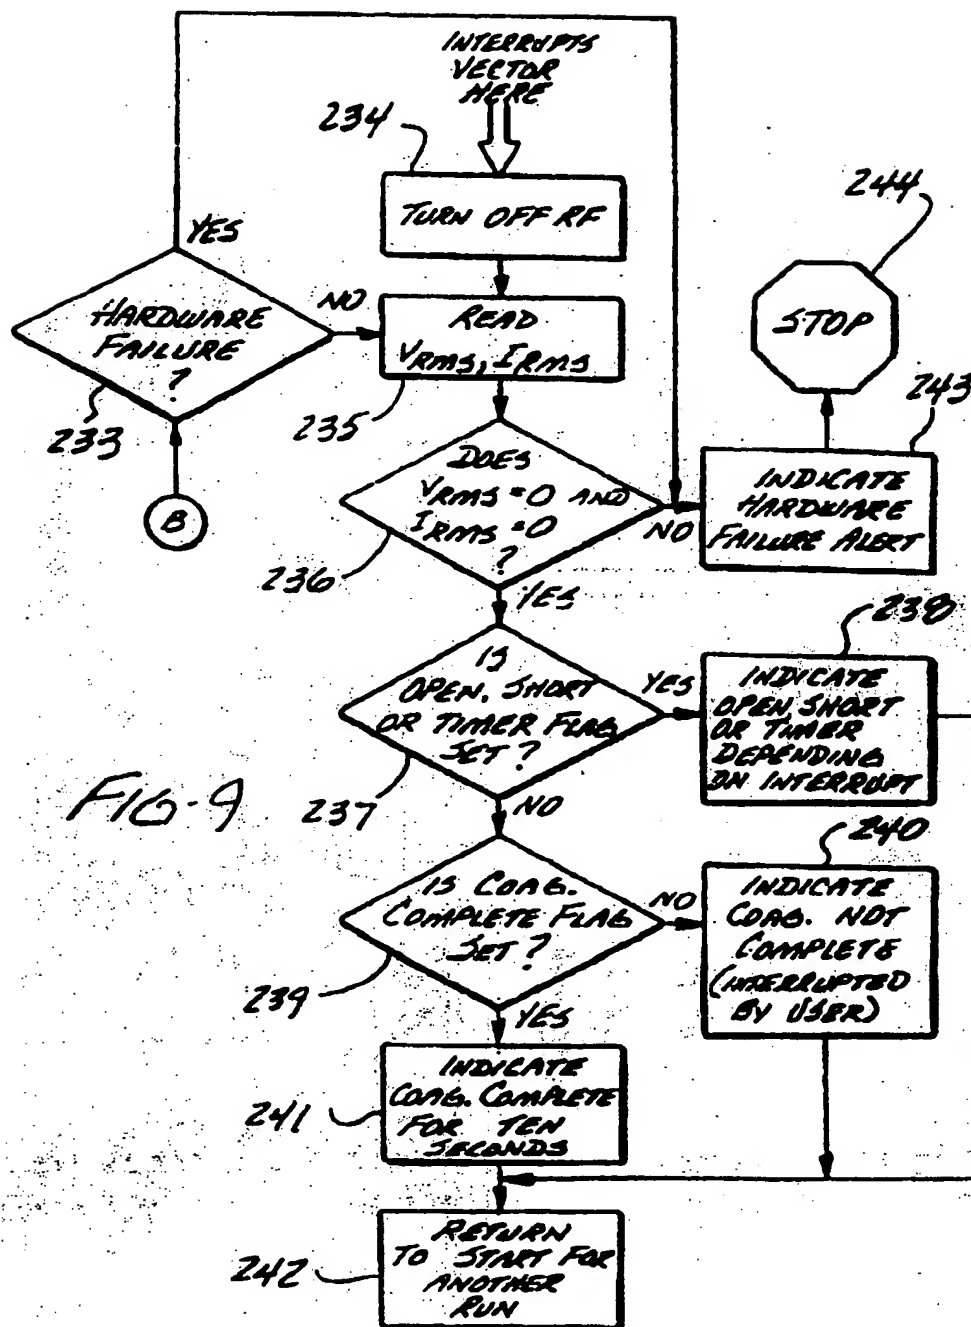 INTERRUPTS
VECTOR
HERE
234
TURN OFF RF
244
STOP
YES
HARDWARE
FAILURE
?
233
NO
READ
VRMS, IRMS
235
B
243
INDICATE
HARDWARE
FAILURE ALERT
DOES
VRMS = 0 AND
IRMS = 0
?
236
NO
YES
238
IS
OPEN, SHORT
OR TIMER FLAG
SET?
237
YES
INDICATE
OPEN, SHORT
OR TIMER
DEPENDING
ON INTERRUPT
FIG-9
NO
240
IS COAG.
COMPLETE FLAG
SET?
239
NO
INDICATE
COAG. NOT
COMPLETE
(INTERRUPTED
BY USER)
YES
INDICATE
COAG. COMPLETE
FOR TEN
SECONDS
241
RETURN
TO START FOR
ANOTHER
RUN
242